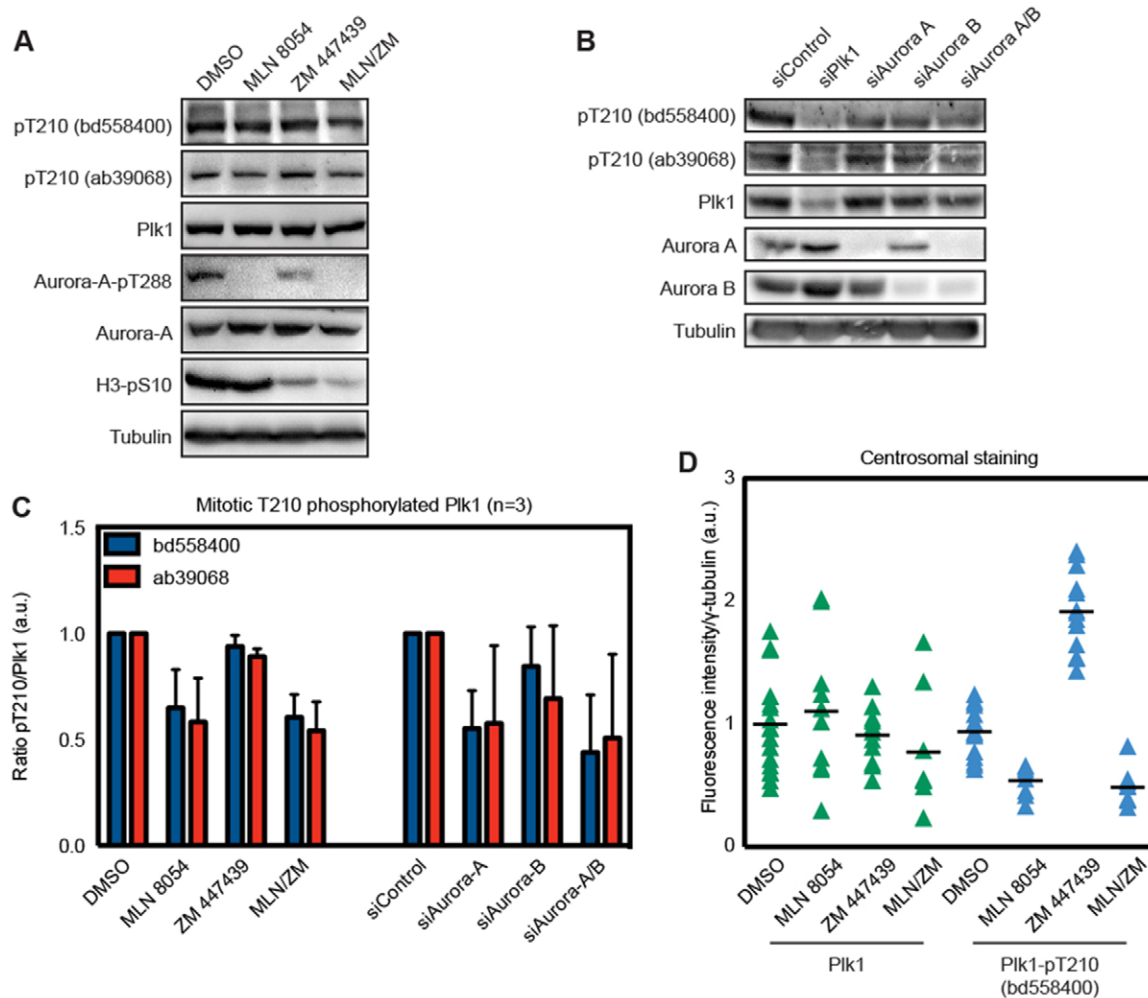 A
DMSO
MLN 8054
ZM 447439
MLN/ZM
pT210 (bd558400)
pT210 (ab39068)
Plk1
Aurora-A-pT288
Aurora-A
H3-pS10
Tubulin
B
siControl
siPlk1
siAurora A
siAurora B
siAurora A/B
pT210 (bd558400)
pT210 (ab39068)
Plk1
Aurora A
Aurora B
Tubulin
C
Mitotic T210 phosphorylated Plk1 (n=3)
Ratio pT210/Plk1 (a.u.)
1.5
1.0
0.5
0.0
bd558400
ab39068
DMSO
MLN 8054
ZM 447439
MLN/ZM
siControl
siAurora-A
siAurora-B
siAurora-A/B
D
Centrosomal staining
Fluorescence intensity/γ-tubulin (a.u.)
3
2
1
0
DMSO
MLN 8054
ZM 447439
MLN/ZM
DMSO
MLN 8054
ZM 447439
MLN/ZM
Plk1
Plk1-pT210
(bd558400)